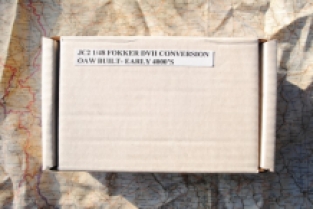 JC2 1/48 FOKKER DVII CONVERSION
OAW BUILT- EARLY 4000'S